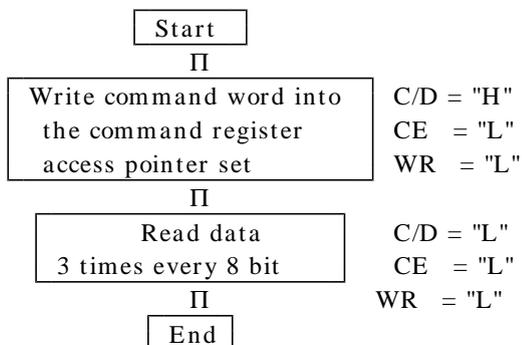 Start
Π
Write command word into C/D = "H"
the command register CE = "L"
access pointer set WR = "L"
Π
Read data C/D = "L"
3 times every 8 bit CE = "L"
Π WR = "L"
End